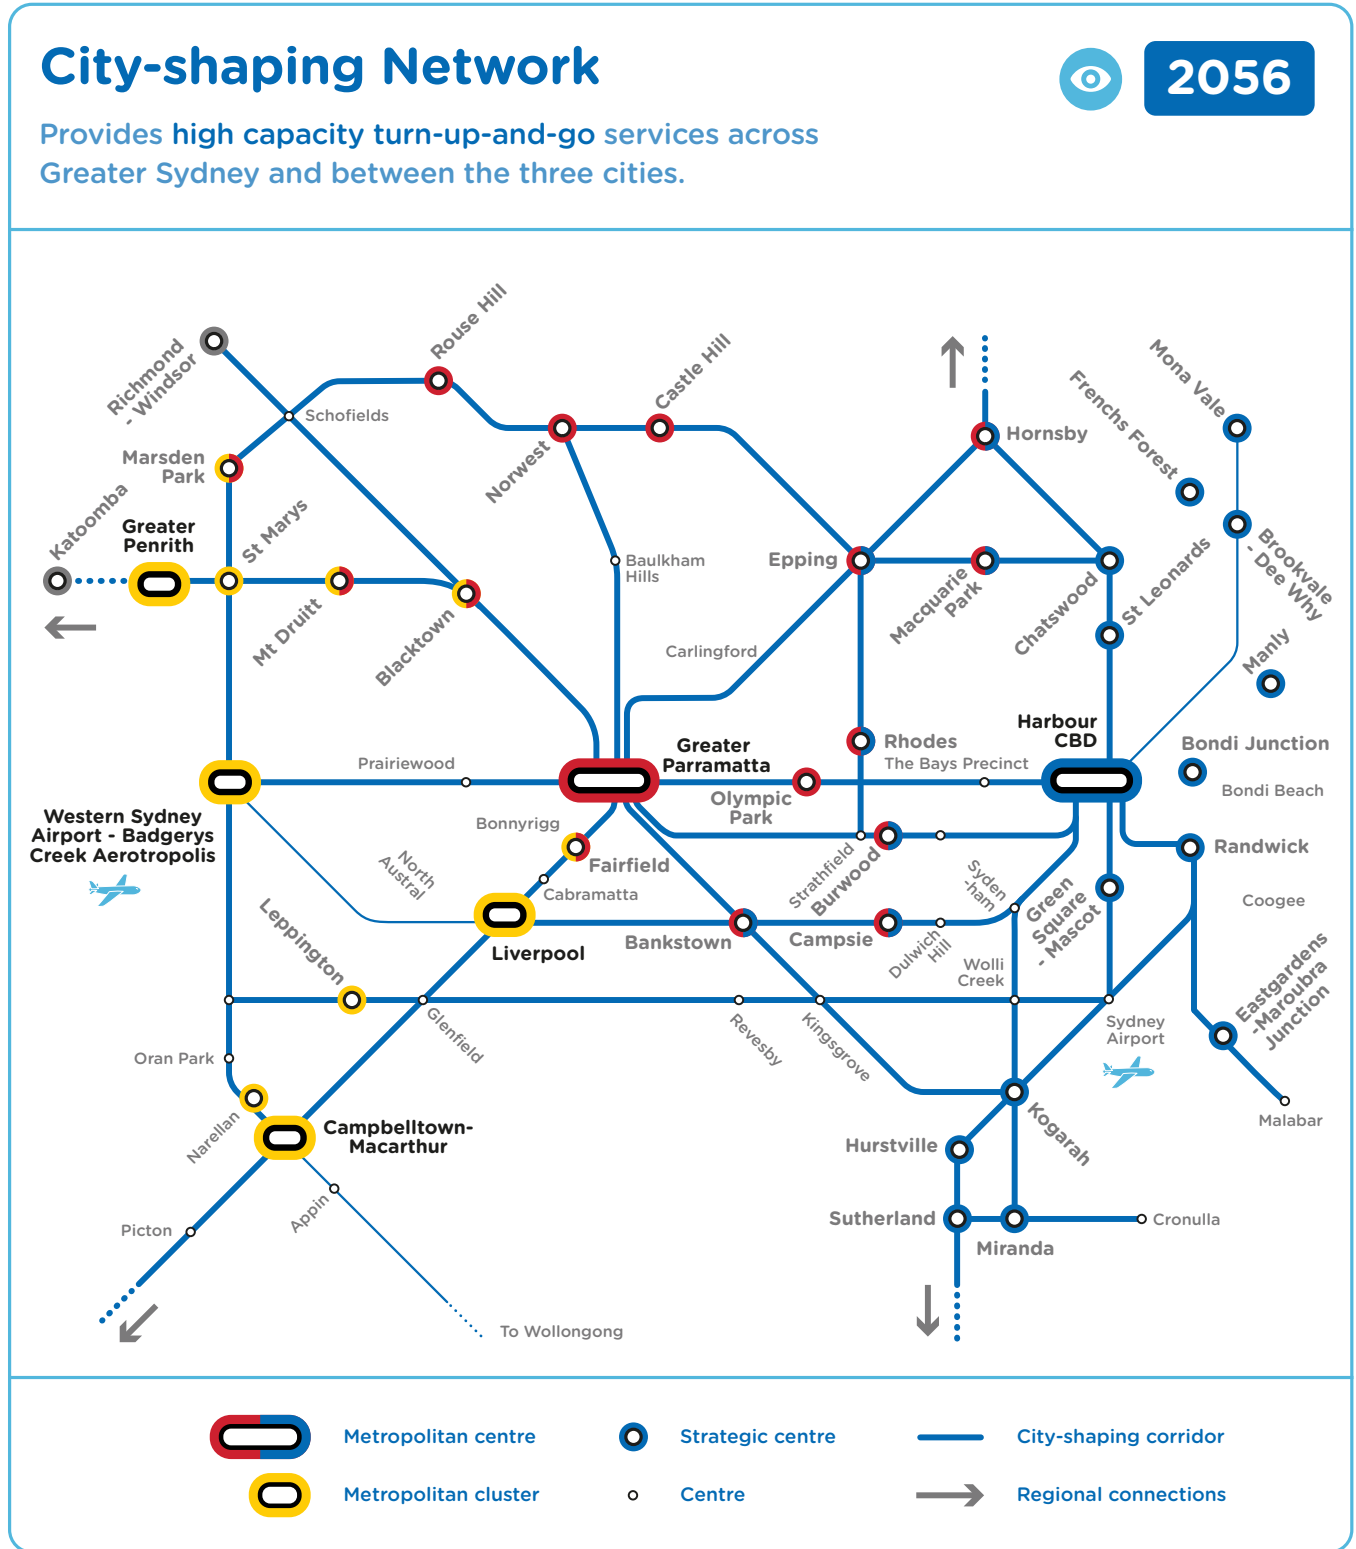 City-shaping Network
2056
Provides high capacity turn-up-and-go services across
Greater Sydney and between the three cities.
Richmond
- Windsor
Schofields
Rouse Hill
Castle Hill
Norwest
Marsden
Park
Katoomba
Greater
Penrith
St Marys
Mt Druitt
Blacktown
Baulkham
Hills
Carlingford
Epping
Hornsby
Macquarie
Park
Chatswood
St Leonards
Mona Vale
Frenchs Forest
Brookvale
- Dee Why
Manly
Harbour
CBD
Bondi Junction
Bondi Beach
Rhodes
The Bays Precinct
Greater
Parramatta
Olympic
Park
Prairiewood
Western Sydney
Airport - Badgerys
Creek Aerotropolis
Bonnyrigg
Fairfield
Cabramatta
North
Austral
Liverpool
Leppington
Strathfield
Burwood
Syden
-ham
Green
Square
- Mascot
Randwick
Coogee
Bankstown
Campsie
Dulwich
Hill
Wolli
Creek
Eastgardens
-Maroubra
Junction
Sydney
Airport
Malabar
Glenfield
Revesby
Kingsgrove
Oran Park
Narellan
Campbelltown-
Macarthur
Kogarah
Hurstville
Sutherland
Miranda
Cronulla
Picton
Appin
To Wollongong
Metropolitan centre
Strategic centre
City-shaping corridor
Metropolitan cluster
Centre
Regional connections